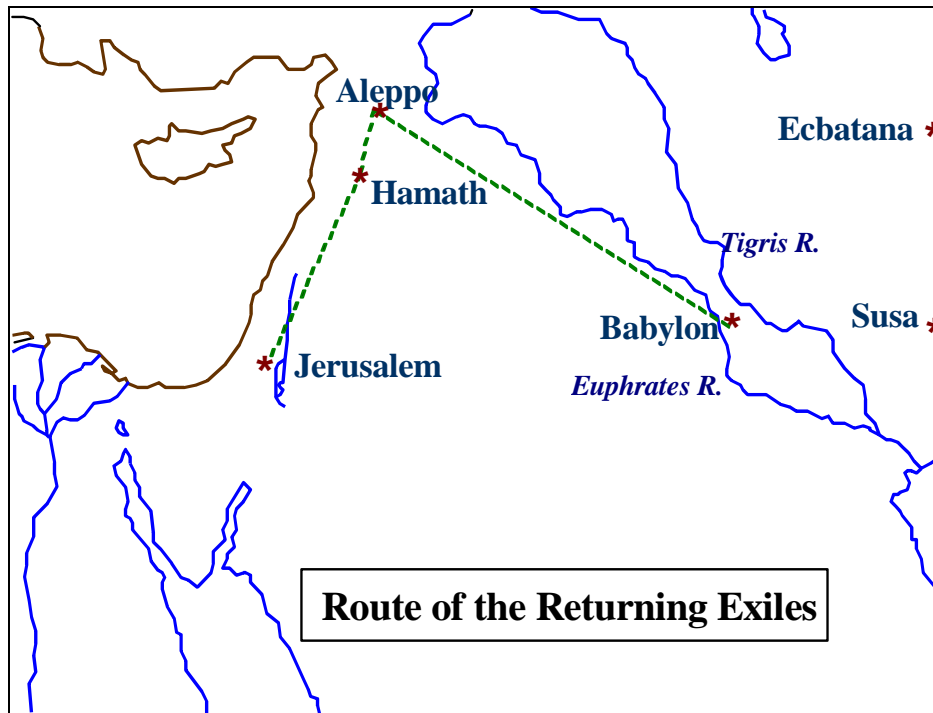 Aleppo
Ecbatana
Hamath
Tigris R.
Susa
Babylon
Jerusalem
Euphrates R.
Route of the Returning Exiles